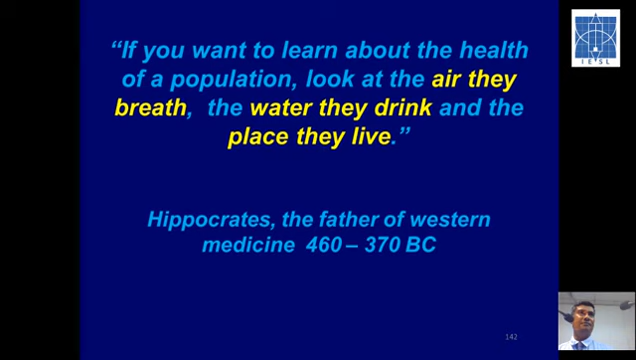 “If you want to learn about the health
of a population, look at the air they
breath, the water they drink and the
place they live.”
Hippocrates, the father of western
medicine 460 – 370 BC
142
I E S L